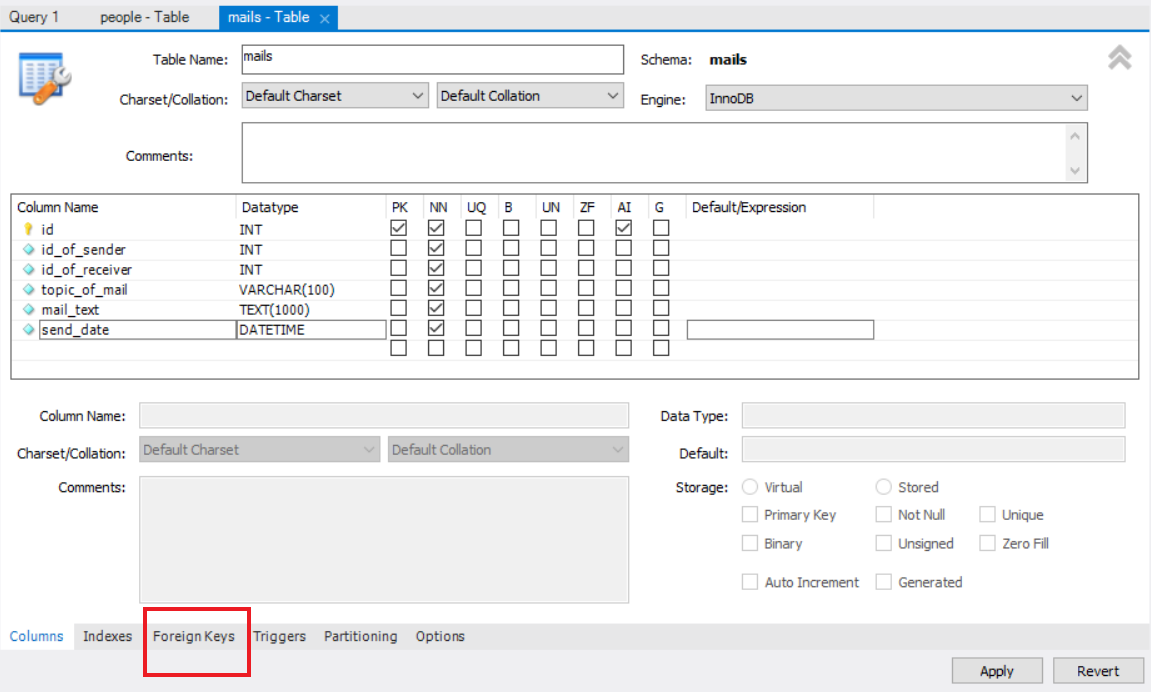 Query 1 people - Table mails - Table
Table Name: mails Schema: mails
Charset/Collation: Default Charset Default Collation Engine: InnoDB
Comments:
Column Name Datatype PK NN UQ B UN ZF AI G Default/Expression
id INT
id_of_sender INT
id_of_receiver INT
topic_of_mail VARCHAR(100)
mail_text TEXT(1000)
send_date DATETIME
Column Name: Data Type:
Charset/Collation: Default Charset Default Collation Default:
Comments: Storage: Virtual Stored
Primary Key Not Null Unique
Binary Unsigned Zero Fill
Auto Increment Generated
Columns Indexes Foreign Keys Triggers Partitioning Options
Apply Revert